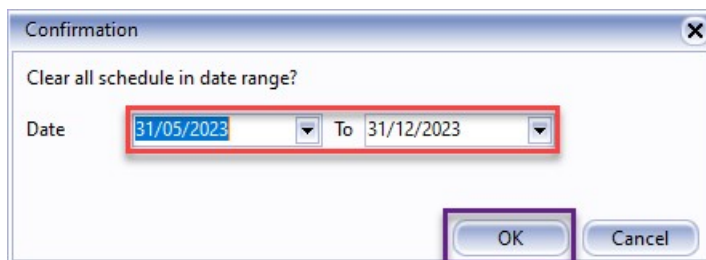 Confirmation
Clear all schedule in date range?
Date 31/05/2023 To 31/12/2023
OK Cancel